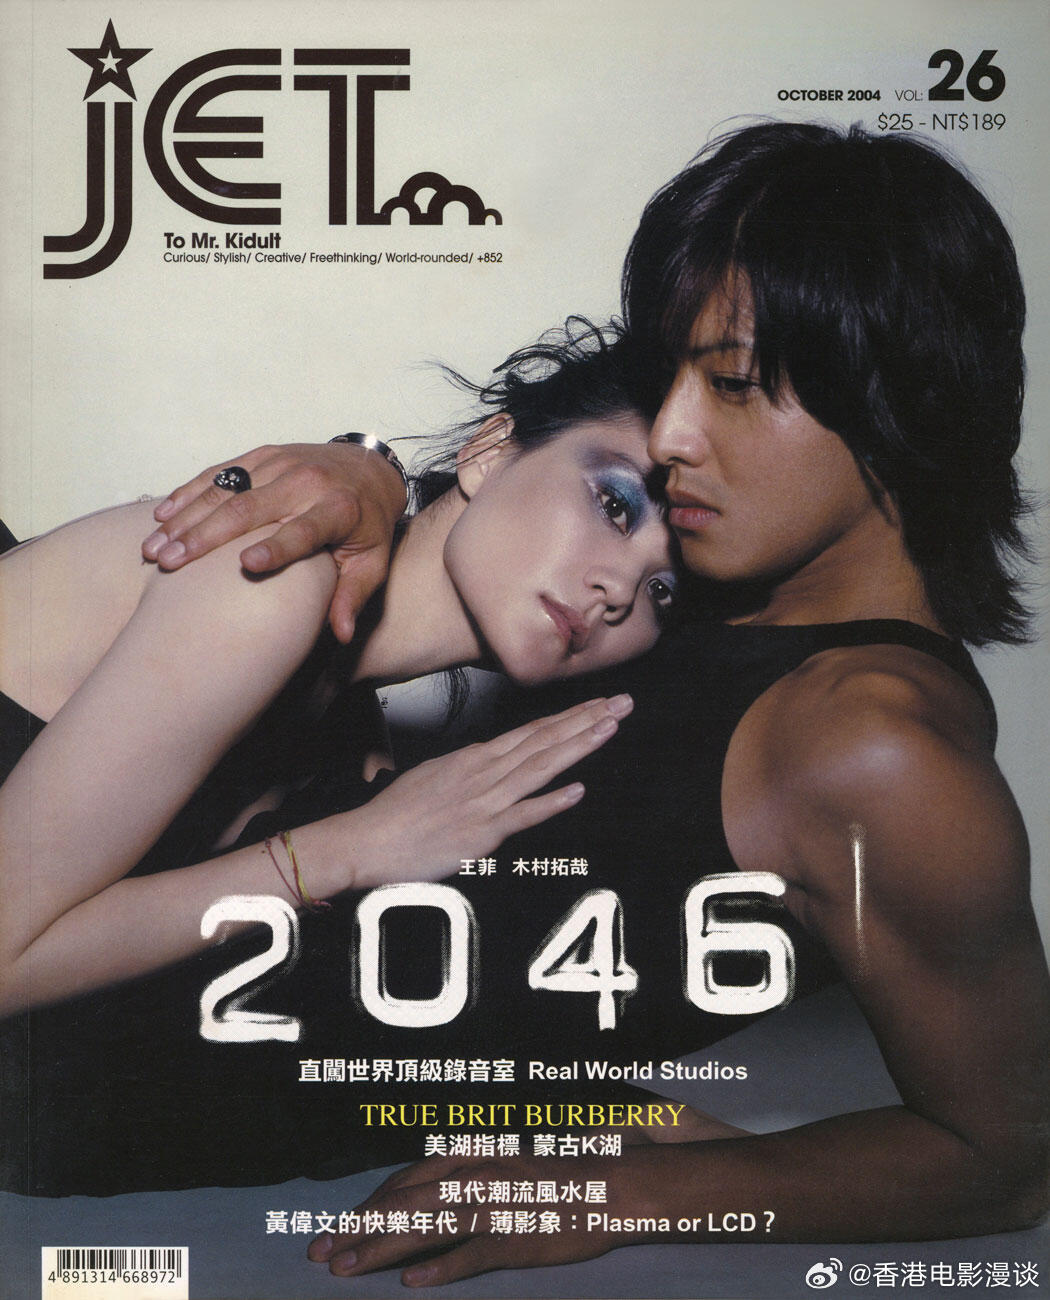 JET
OCTOBER 2004 VOL: 26
$25 - NT$189
To Mr. Kidult
Curious/ Stylish/ Creative/ Freethinking/ World-rounded/ +852
王菲 木村拓哉
2046
直闖世界頂級錄音室 Real World Studios
TRUE BRIT BURBERRY
美湖指標 蒙古K湖
現代潮流風水屋
黃偉文的快樂年代 / 薄影象：Plasma or LCD？
4 891314 668972
@香港电影漫谈